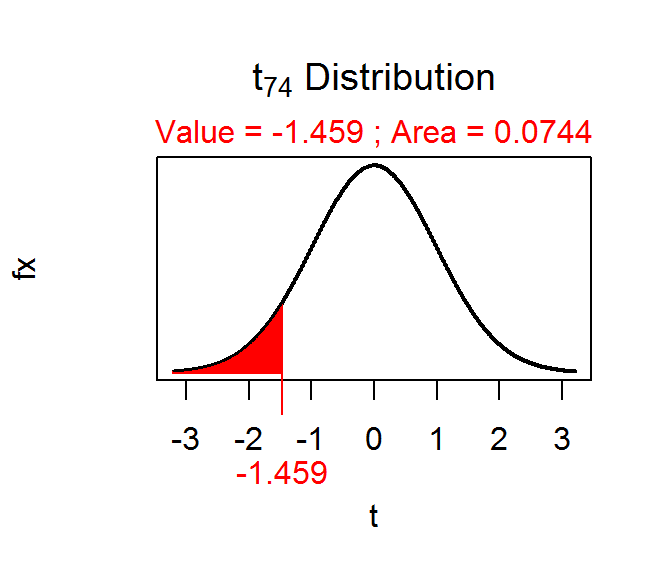 t₇₄ Distribution
Value = -1.459 ; Area = 0.0744
fx
-3 -2 -1 0 1 2 3
-1.459
t